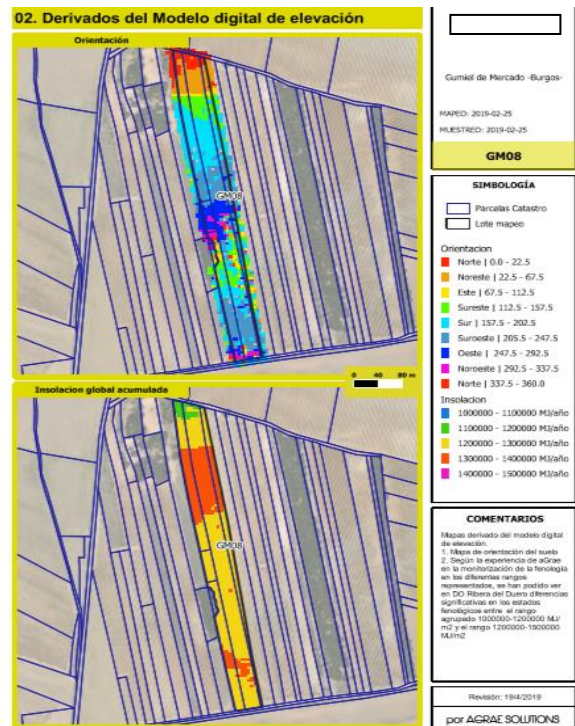 02. Derivados del Modelo digital de elevación
Orientación
GM08
0 40 80 m
Insolacion global acumulada
GM08
Gumiel de Mercado -Burgos-
MAPEO: 2019-02-25
MUESTREO: 2019-02-25
GM08
SIMBOLOGÍA
Parcelas Catastro
Lote mapeo
Orientacion
Norte | 0.0 - 22.5
Noreste | 22.5 - 67.5
Este | 67.5 - 112.5
Sureste | 112.5 - 157.5
Sur | 157.5 - 202.5
Suroeste | 205.5 - 247.5
Oeste | 247.5 - 292.5
Noroeste | 292.5 - 337.5
Norte | 337.5 - 360.0
Insolacion
1000000 - 1100000 MJ/año
1100000 - 1200000 MJ/año
1200000 - 1300000 MJ/año
1300000 - 1400000 MJ/año
1400000 - 1500000 MJ/año
COMENTARIOS
Mapas derivado del modelo digital
de elevación.
1. Mapa de orientación del suelo
2. Según la experiencia de aGrae
en la monitorización de la fenología
en los diferentes rangos
representados, se han podido ver
en DO Ribera del Duero diferencias
significativas en los estados
fenológicos entre el rango
agrupado 1000000-1200000 MJ/
m2 y el rango 1200000-1500000
MJ/m2
Revisión: 19/4/2019
por AGRAE SOLUTIONS